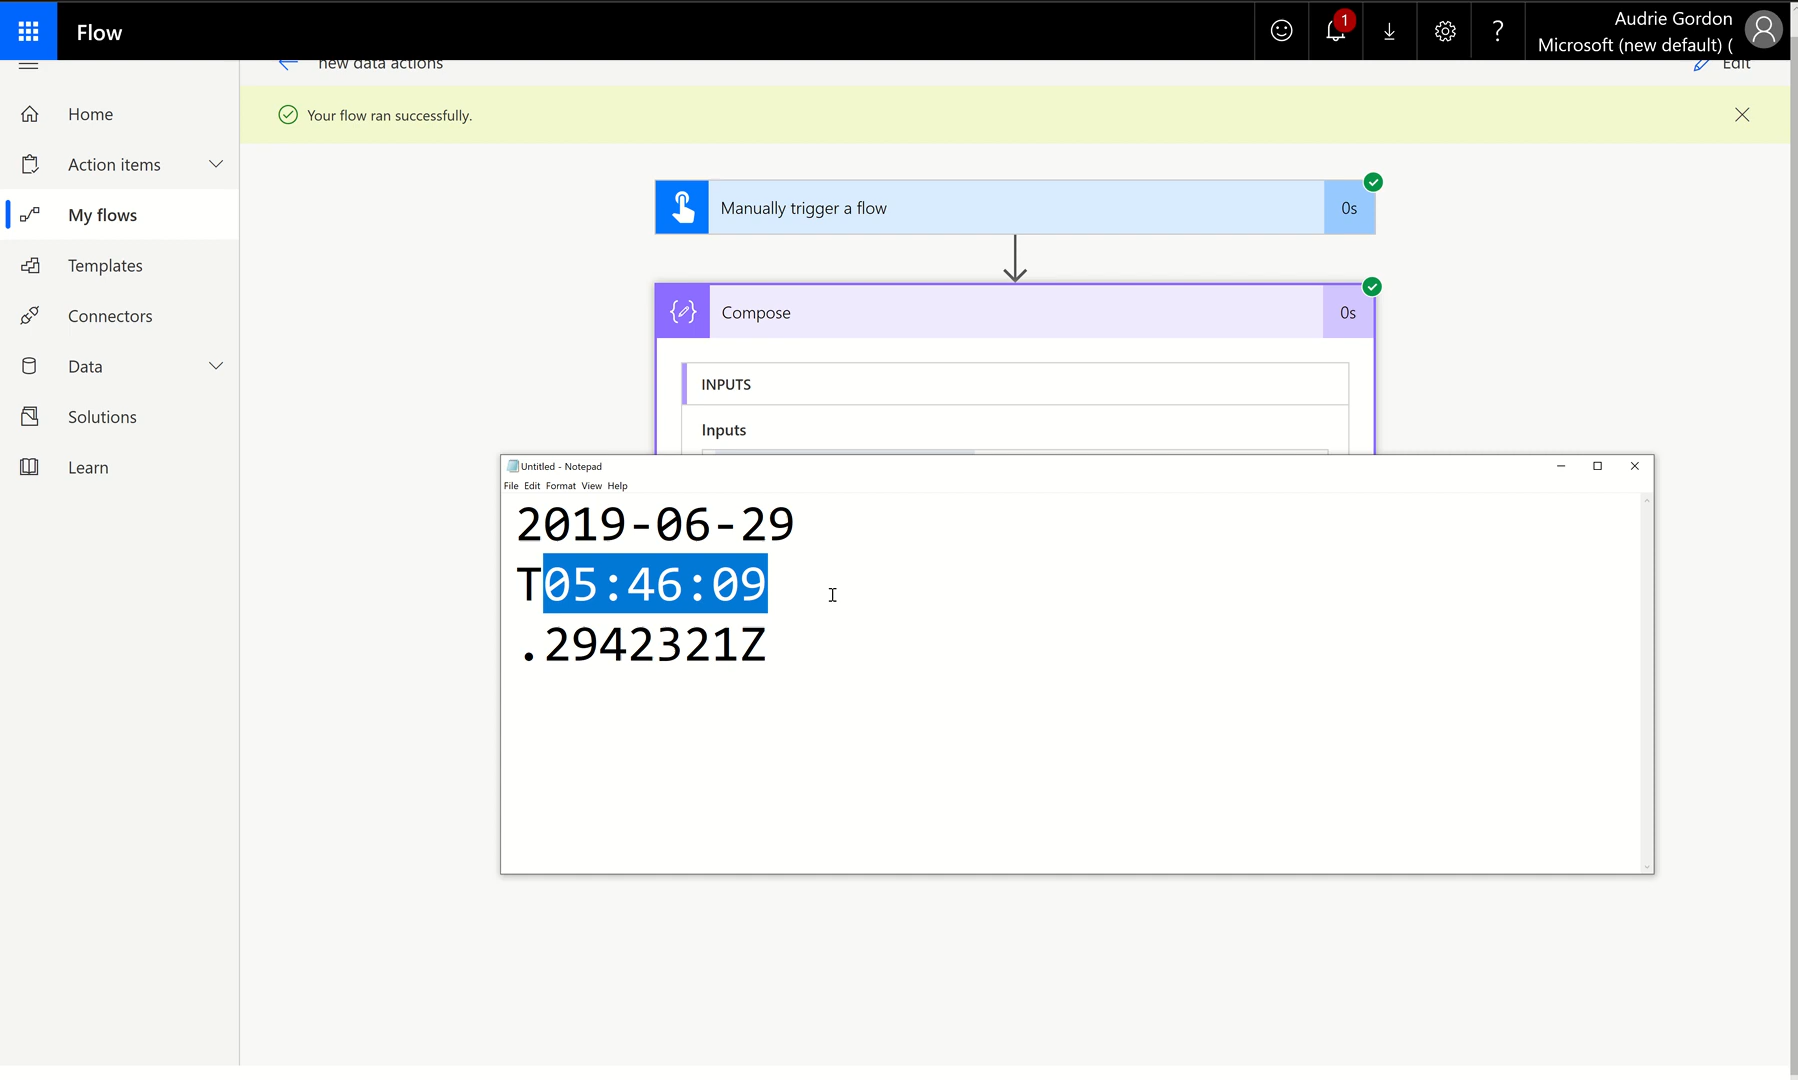 Flow
1
?
Audrie Gordon
Microsoft (new default) (
new data actions
Edit
Your flow ran successfully.
Home
Action items
My flows
Templates
Connectors
Data
Solutions
Learn
Manually trigger a flow
0s
Compose
0s
INPUTS
Inputs
Untitled - Notepad
File Edit Format View Help
2019-06-29
T05:46:09
.2942321Z